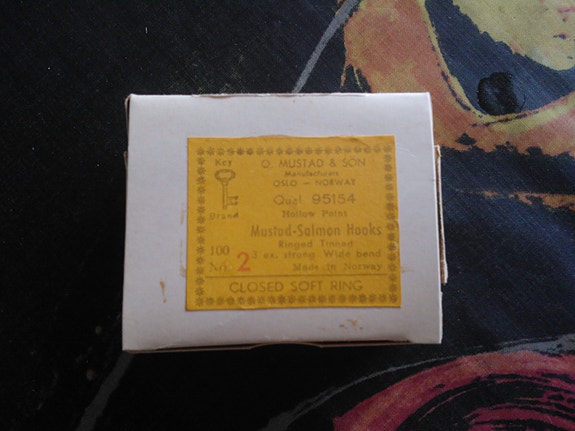 Key
Brand
O. MUSTAD & SON
Manufacturers
OSLO — NORWAY
Qual. 95154
Hollow Point
Mustad-Salmon Hooks
Ringed Tinned
3 ex. strong. Wide bend
Made in Norway
100
No. 2
CLOSED SOFT RING